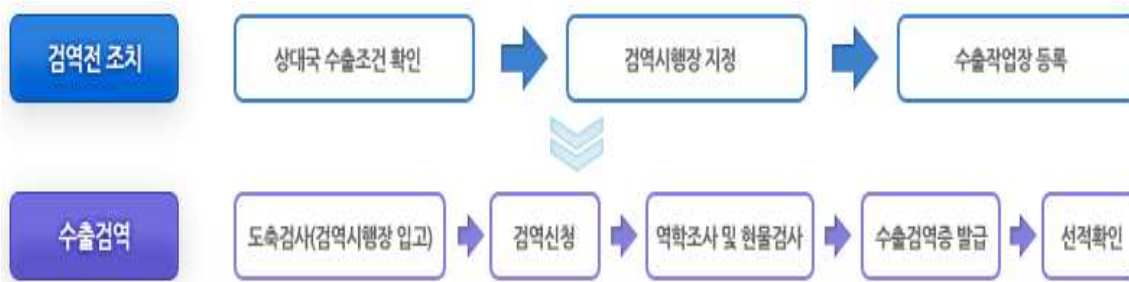 검역전 조치
상대국 수출조건 확인
검역시행장 지정
수출작업장 등록
수출검역
도축검사(검역시행장 입고)
검역신청
역학조사 및 현물검사
수출검역증 발급
선적확인